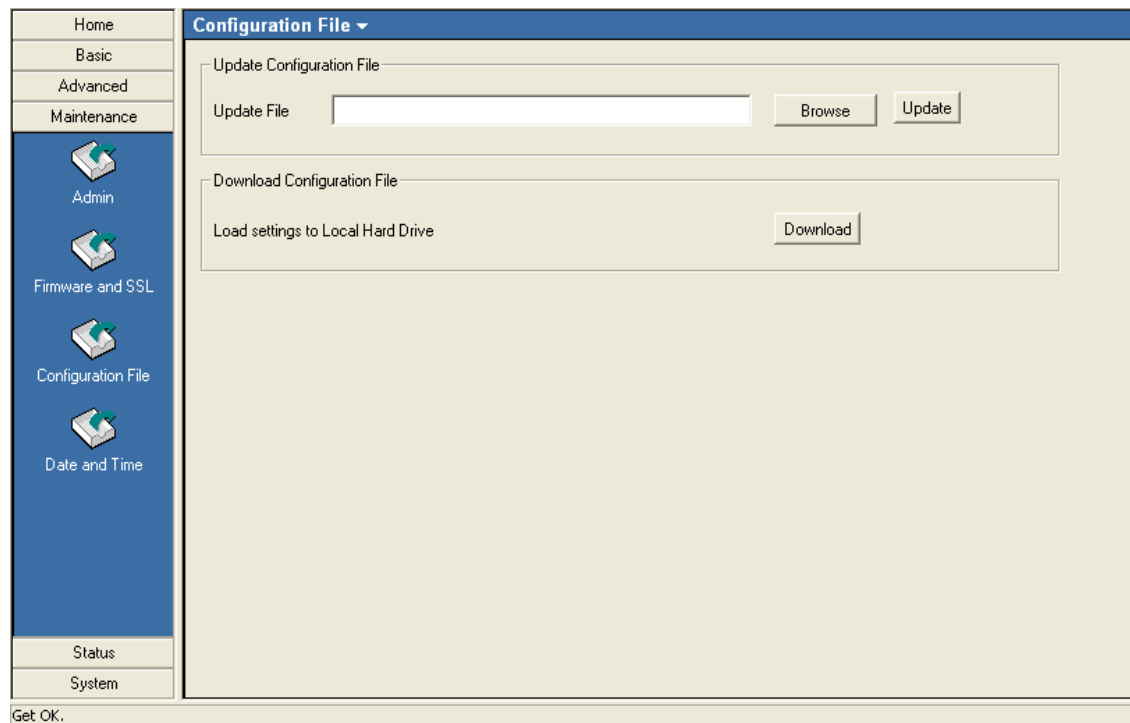 Home
Basic
Advanced
Maintenance
Admin
Firmware and SSL
Configuration File
Date and Time
Status
System
Configuration File
Update Configuration File
Update File
Browse
Update
Download Configuration File
Load settings to Local Hard Drive
Download
Get OK.